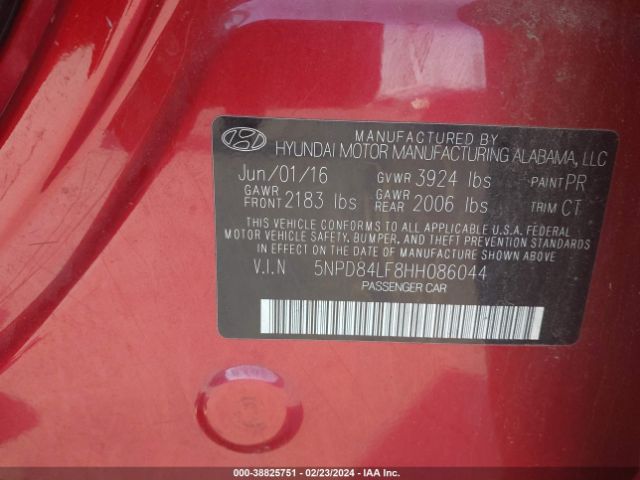 MANUFACTURED BY
HYUNDAI MOTOR MANUFACTURING ALABAMA, LLC
Jun/01/16 GVWR 3924 lbs PAINT PR
GAWR FRONT 2183 lbs GAWR REAR 2006 lbs TRIM CT
THIS VEHICLE CONFORMS TO ALL APPLICABLE U.S.A. FEDERAL
MOTOR VEHICLE SAFETY, BUMPER, AND THEFT PREVENTION STANDARDS
IN EFFECT ON THE DATE OF MANUFACTURE SHOWN ABOVE.
V.I.N 5NPD84LF8HH086044
PASSENGER CAR
000-38825751 - 02/23/2024 - IAA Inc.